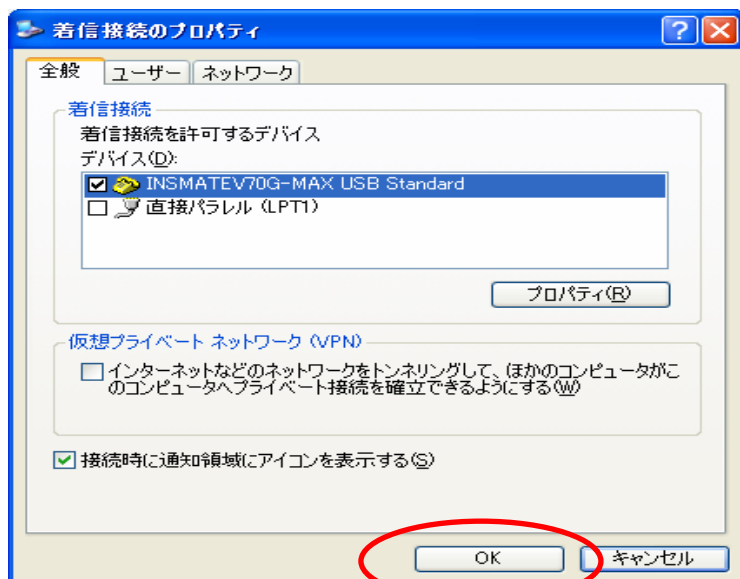 着信接続のプロパティ
全般 ユーザー ネットワーク
着信接続
着信接続を許可するデバイス
デバイス(D):
INSMATEV70G-MAX USB Standard
直接パラレル (LPT1)
プロパティ(R)
仮想プライベート ネットワーク (VPN)
インターネットなどのネットワークをトンネリングして、ほかのコンピュータがこ
のコンピュータへプライベート接続を確立できるようにする(W)
接続時に通知領域にアイコンを表示する(S)
OK キャンセル